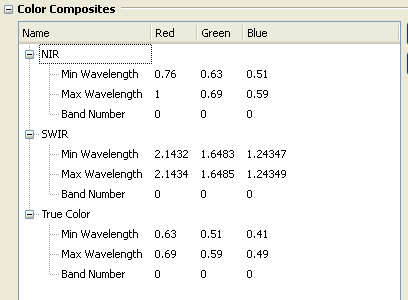 Color Composites
Name Red Green Blue
NIR
Min Wavelength 0.76 0.63 0.51
Max Wavelength 1 0.69 0.59
Band Number 0 0 0
SWIR
Min Wavelength 2.1432 1.6483 1.24347
Max Wavelength 2.1434 1.6485 1.24349
Band Number 0 0 0
True Color
Min Wavelength 0.63 0.51 0.41
Max Wavelength 0.69 0.59 0.49
Band Number 0 0 0